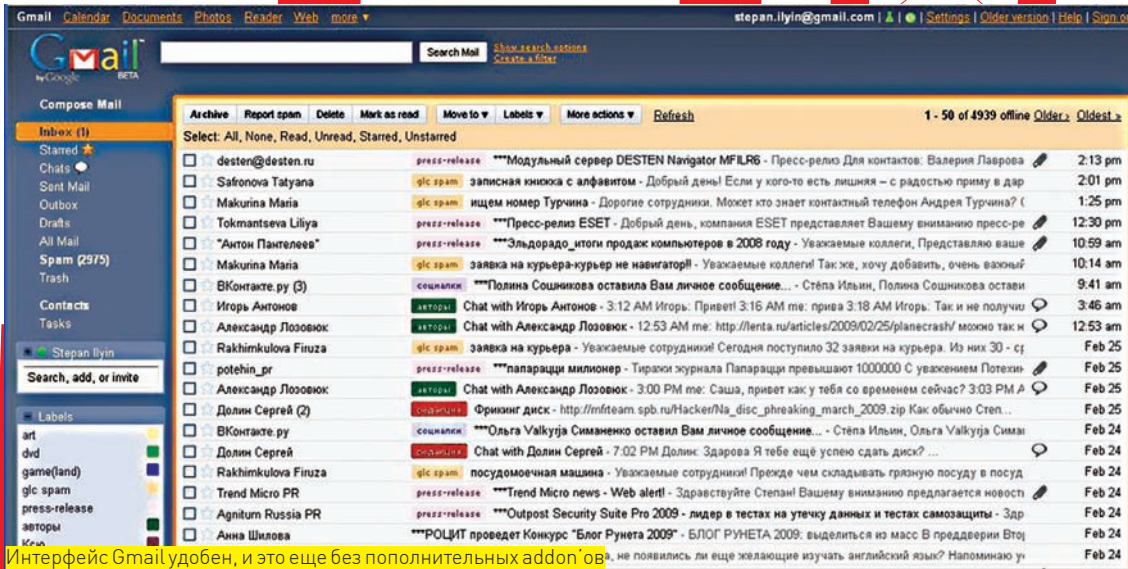 Gmail Calendar Documents Photos Reader Web more ▼ stepan.ilyin@gmail.com | Settings | Older version | Help | Sign
Gmail™ by Google BETA
Search Mail Show search options
Create a filter
Compose Mail
Inbox (1)
Starred
Chats
Sent Mail
Outbox
Drafts
All Mail
Spam (2975)
Trash
Contacts
Tasks
Stepan Ilyin
Search, add, or invite
Labels
art
dvd
game(land)
glc spam
press-release
авторы
Archive Report spam Delete Mark as read Move to ▼ Labels ▼ More actions ▼ Refresh 1 - 50 of 4939 offline Older › Oldest »
Select: All, None, Read, Unread, Starred, Unstarred
desten@desten.ru press-release ***Модульный сервер DESTEN Navigator MFILR6 - Пресс-релиз Для контактов: Валерия Лаврова 2:13 pm
Safronova Tatyana glc spam записная книжка с алфавитом - Добрый день! Если у кого-то есть лишняя – с радостью приму в дар 2:01 pm
Makurina Maria glc spam ищем номер Турчина - Дорогие сотрудники. Может кто знает контактный телефон Андрея Турчина? ( 1:25 pm
Tokmantseva Liliya press-release ***Пресс-релиз ESET - Добрый день, компания ESET представляет Вашему вниманию пресс-ре 12:30 pm
"Антон Пантелеев" press-release ***Эльдорадо_итоги продаж компьютеров в 2008 году - Уважаемые коллеги, Представляю ваше 10:59 am
Makurina Maria glc spam заявка на курьера-курьер не навигатор!! - Уважаемые коллеги! Так же, хочу добавить, очень важный 10:14 am
ВКонтакте.ру (3) социалки ***Полина Сошникова оставила Вам личное сообщение... - Стёпа Ильин, Полина Сошникова остави 9:41 am
Игорь Антонов авторы Chat with Игорь Антонов - 3:12 AM Игорь: Привет! 3:16 AM me: прива 3:18 AM Игорь: Так и не получи 3:46 am
Александр Лозовюк авторы Chat with Александр Лозовюк - 12:53 AM me: http://lenta.ru/articles/2009/02/25/planecrash/ можно так н 12:53 am
Rakhimkulova Firuza glc spam заявка на курьера - Уважаемые сотрудники! Сегодня поступило 32 заявки на курьера. Из них 30 - ср Feb 25
potehin_pr press-release ***папарацци милионер - Тиражи журнала Папарацци превышают 1000000 С уважением Потехин Feb 25
Александр Лозовюк авторы Chat with Александр Лозовюк - 3:00 PM me: Саша, привет как у тебя со временем сейчас? 3:03 PM А Feb 25
Долин Сергей (2) редакция Фрикинг диск - http://mfrteam.spb.ru/Hacker/Na_disc_phreaking_march_2009.zip Как обычно Степ... Feb 25
ВКонтакте.ру социалки ***Ольга Valkyrja Симаненко оставил Вам личное сообщение... - Стёпа Ильин, Ольга Valkyrja Симан Feb 24
Долин Сергей редакция Chat with Долин Сергей - 7:02 PM Долин: Здарова Я тебе ещё успею сдать диск? ... Feb 24
Rakhimkulova Firuza glc spam посудомоечная машина - Уважаемые сотрудники! Прежде чем складывать грязную посуду в посуд Feb 24
Trend Micro PR press-release ***Trend Micro news - Web alert! - Здравствуйте Степан! Вашему вниманию предлагается новость Feb 24
Agnitum Russia PR press-release ***Outpost Security Suite Pro 2009 - лидер в тестах на утечку данных и тестах самозащиты - Здр Feb 24
Анна Шилова ***РОЦИТ проведет Конкурс "Блог Рунета 2009" - БЛОГ РУНЕТА 2009: выделиться из масс В преддверии Втор Feb 24
а, не появились ли еще желающие изучать английский язык? Напоминаю Feb 24
Интерфейс Gmail удобен, и это еще без пополнительных addon'ов